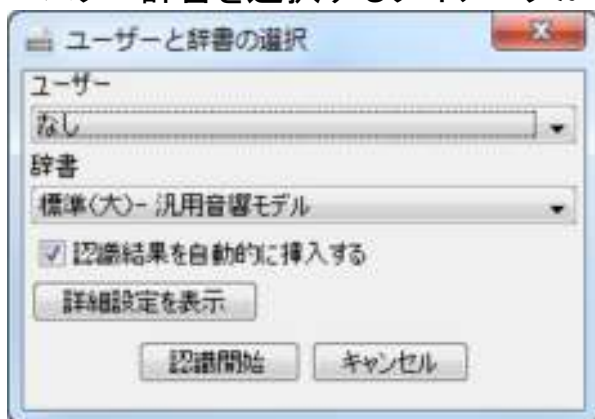 ユーザーと辞書の選択
ユーザー
なし
辞書
標準(大)- 汎用音響モデル
認識結果を自動的に挿入する
詳細設定を表示
認識開始 キャンセル